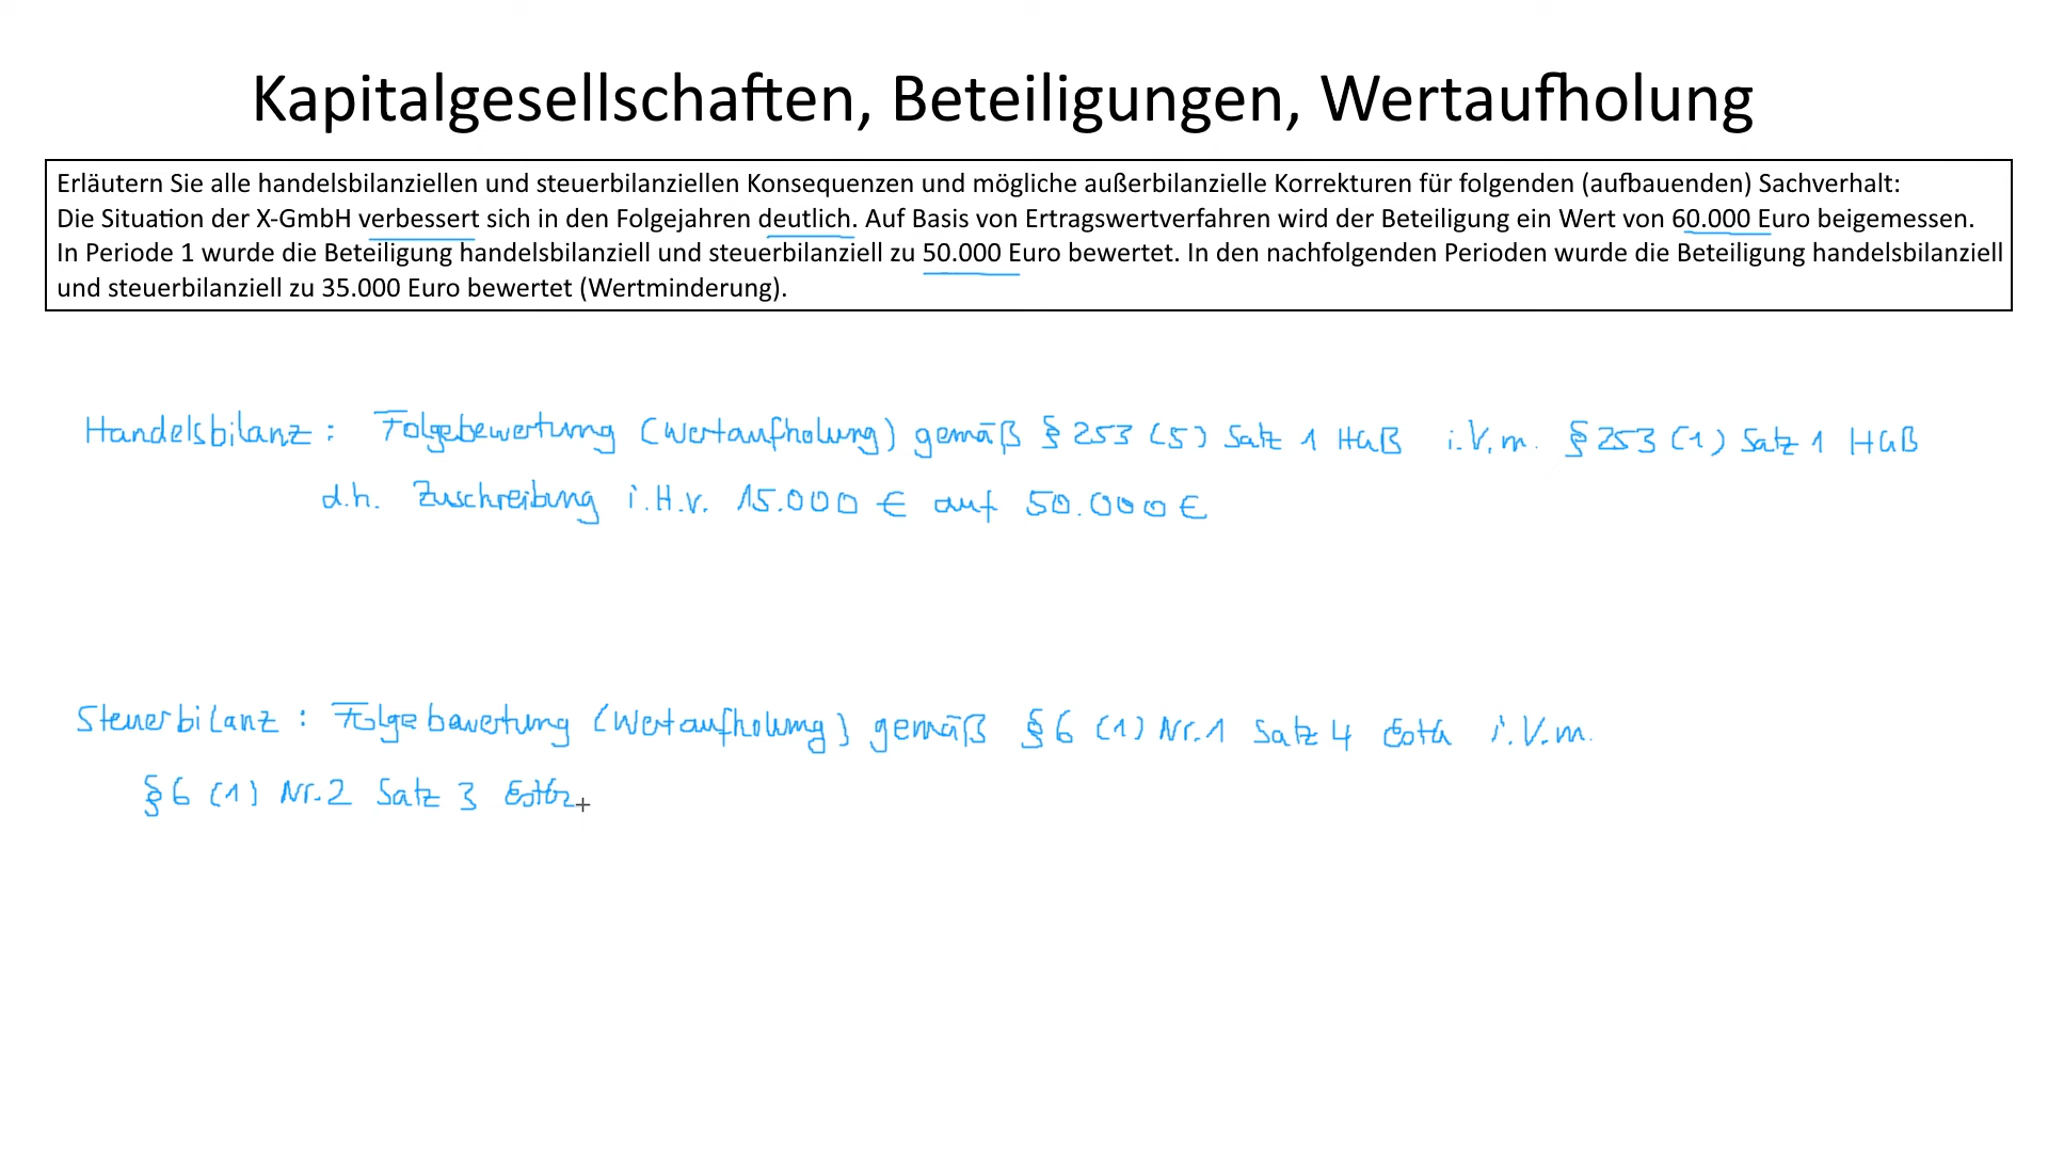 Kapitalgesellschaften, Beteiligungen, Wertaufholung
Erläutern Sie alle handelsbilanziellen und steuerbilanziellen Konsequenzen und mögliche außerbilanzielle Korrekturen für folgenden (aufbauenden) Sachverhalt:
Die Situation der X-GmbH verbessert sich in den Folgejahren deutlich. Auf Basis von Ertragswertverfahren wird der Beteiligung ein Wert von 60.000 Euro beigemessen.
In Periode 1 wurde die Beteiligung handelsbilanziell und steuerbilanziell zu 50.000 Euro bewertet. In den nachfolgenden Perioden wurde die Beteiligung handelsbilanziell
und steuerbilanziell zu 35.000 Euro bewertet (Wertminderung).
Handelsbilanz: Folgebewertung (Wertaufholung) gemäß § 253 (5) Satz 1 HGB i.V.m. § 253 (1) Satz 1 HGB
d.h. Zuschreibung i.H.v. 15.000 € auf 50.000 €
Steuerbilanz: Folgebewertung (Wertaufholung) gemäß § 6 (1) Nr. 1 Satz 4 EStG i.V.m.
§ 6 (1) Nr. 2 Satz 3 EStG